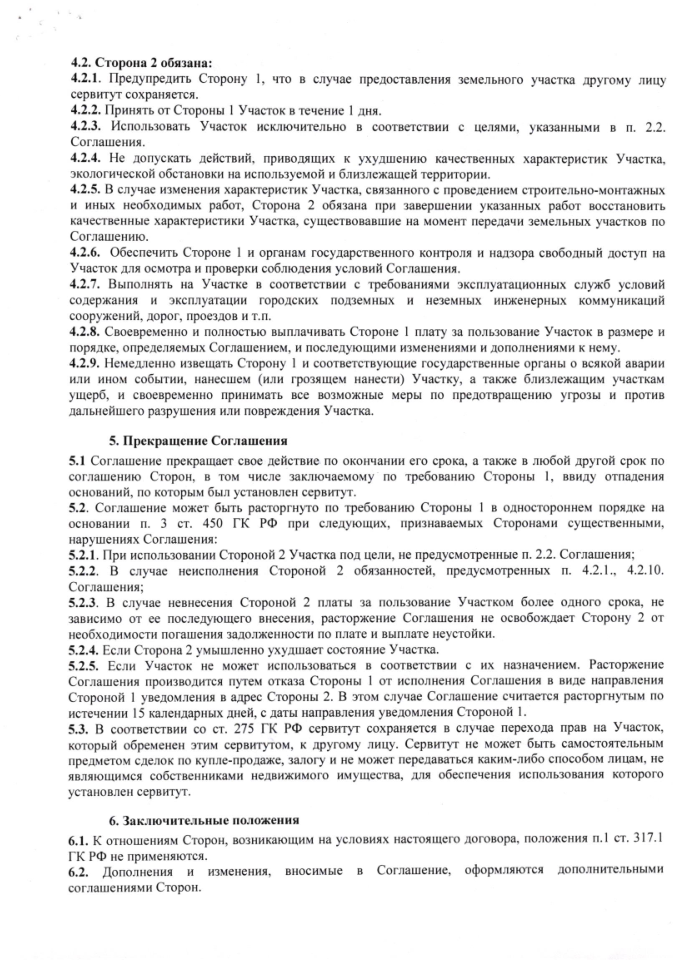 4.2. Сторона 2 обязана:
4.2.1. Предупредить Сторону 1, что в случае предоставления земельного участка другому лицу
сервитут сохраняется.
4.2.2. Принять от Стороны 1 Участок в течение 1 дня.
4.2.3. Использовать Участок исключительно в соответствии с целями, указанными в п. 2.2.
Соглашения.
4.2.4. Не допускать действий, приводящих к ухудшению качественных характеристик Участка,
экологической обстановки на используемой и близлежащей территории.
4.2.5. В случае изменения характеристик Участка, связанного с проведением строительно-монтажных
и иных необходимых работ, Сторона 2 обязана при завершении указанных работ восстановить
качественные характеристики Участка, существовавшие на момент передачи земельных участков по
Соглашению.
4.2.6. Обеспечить Стороне 1 и органам государственного контроля и надзора свободный доступ на
Участок для осмотра и проверки соблюдения условий Соглашения.
4.2.7. Выполнять на Участке в соответствии с требованиями эксплуатационных служб условий
содержания и эксплуатации городских подземных и неземных инженерных коммуникаций
сооружений, дорог, проездов и т.п.
4.2.8. Своевременно и полностью выплачивать Стороне 1 плату за пользование Участок в размере и
порядке, определяемых Соглашением, и последующими изменениями и дополнениями к нему.
4.2.9. Немедленно извещать Сторону 1 и соответствующие государственные органы о всякой аварии
или ином событии, нанесшем (или грозящем нанести) Участку, а также близлежащим участкам
ущерб, и своевременно принимать все возможные меры по предотвращению угрозы и против
дальнейшего разрушения или повреждения Участка.
5. Прекращение Соглашения
5.1 Соглашение прекращает свое действие по окончании его срока, а также в любой другой срок по
соглашению Сторон, в том числе заключаемому по требованию Стороны 1, ввиду отпадения
оснований, по которым был установлен сервитут.
5.2. Соглашение может быть расторгнуто по требованию Стороны 1 в одностороннем порядке на
основании п. 3 ст. 450 ГК РФ при следующих, признаваемых Сторонами существенными,
нарушениях Соглашения:
5.2.1. При использовании Стороной 2 Участка под цели, не предусмотренные п. 2.2. Соглашения;
5.2.2. В случае неисполнения Стороной 2 обязанностей, предусмотренных п. 4.2.1., 4.2.10.
Соглашения;
5.2.3. В случае невнесения Стороной 2 платы за пользование Участком более одного срока, не
зависимо от ее последующего внесения, расторжение Соглашения не освобождает Сторону 2 от
необходимости погашения задолженности по плате и выплате неустойки.
5.2.4. Если Сторона 2 умышленно ухудшает состояние Участка.
5.2.5. Если Участок не может использоваться в соответствии с их назначением. Расторжение
Соглашения производится путем отказа Стороны 1 от исполнения Соглашения в виде направления
Стороной 1 уведомления в адрес Стороны 2. В этом случае Соглашение считается расторгнутым по
истечении 15 календарных дней, с даты направления уведомления Стороной 1.
5.3. В соответствии со ст. 275 ГК РФ сервитут сохраняется в случае перехода прав на Участок,
который обременен этим сервитутом, к другому лицу. Сервитут не может быть самостоятельным
предметом сделок по купле-продаже, залогу и не может передаваться каким-либо способом лицам, не
являющимся собственниками недвижимого имущества, для обеспечения использования которого
установлен сервитут.
6. Заключительные положения
6.1. К отношениям Сторон, возникающим на условиях настоящего договора, положения п.1 ст. 317.1
ГК РФ не применяются.
6.2. Дополнения и изменения, вносимые в Соглашение, оформляются дополнительными
соглашениями Сторон.